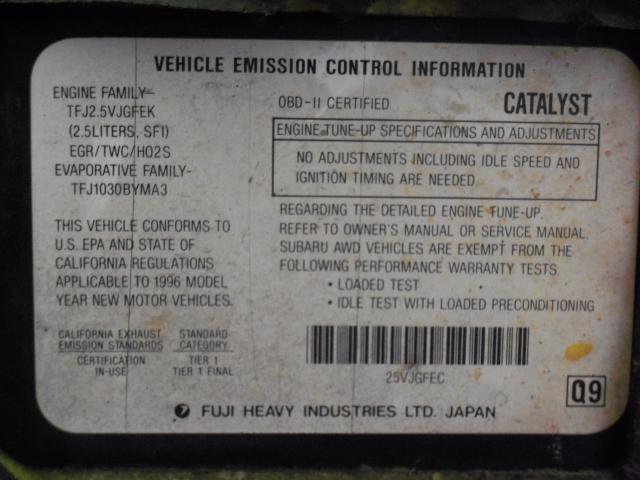 VEHICLE EMISSION CONTROL INFORMATION
ENGINE FAMILY-
TFJ2.5VJGFEK
(2.5LITERS, SFI)
EGR/TWC/HO2S
EVAPORATIVE FAMILY-
TFJ1030BYMA3
THIS VEHICLE CONFORMS TO
U.S. EPA AND STATE OF
CALIFORNIA REGULATIONS
APPLICABLE TO 1996 MODEL
YEAR NEW MOTOR VEHICLES.
CALIFORNIA EXHAUST STANDARD
EMISSION STANDARDS CATEGORY
CERTIFICATION TIER 1
IN-USE TIER 1 FINAL
OBD-II CERTIFIED CATALYST
ENGINE TUNE-UP SPECIFICATIONS AND ADJUSTMENTS
NO ADJUSTMENTS INCLUDING IDLE SPEED AND
IGNITION TIMING ARE NEEDED
REGARDING THE DETAILED ENGINE TUNE-UP.
REFER TO OWNER'S MANUAL OR SERVICE MANUAL.
SUBARU AWD VEHICLES ARE EXEMPT FROM THE
FOLLOWING PERFORMANCE WARRANTY TESTS.
• LOADED TEST
• IDLE TEST WITH LOADED PRECONDITIONING
25VJGFEC
Q9
FUJI HEAVY INDUSTRIES LTD. JAPAN